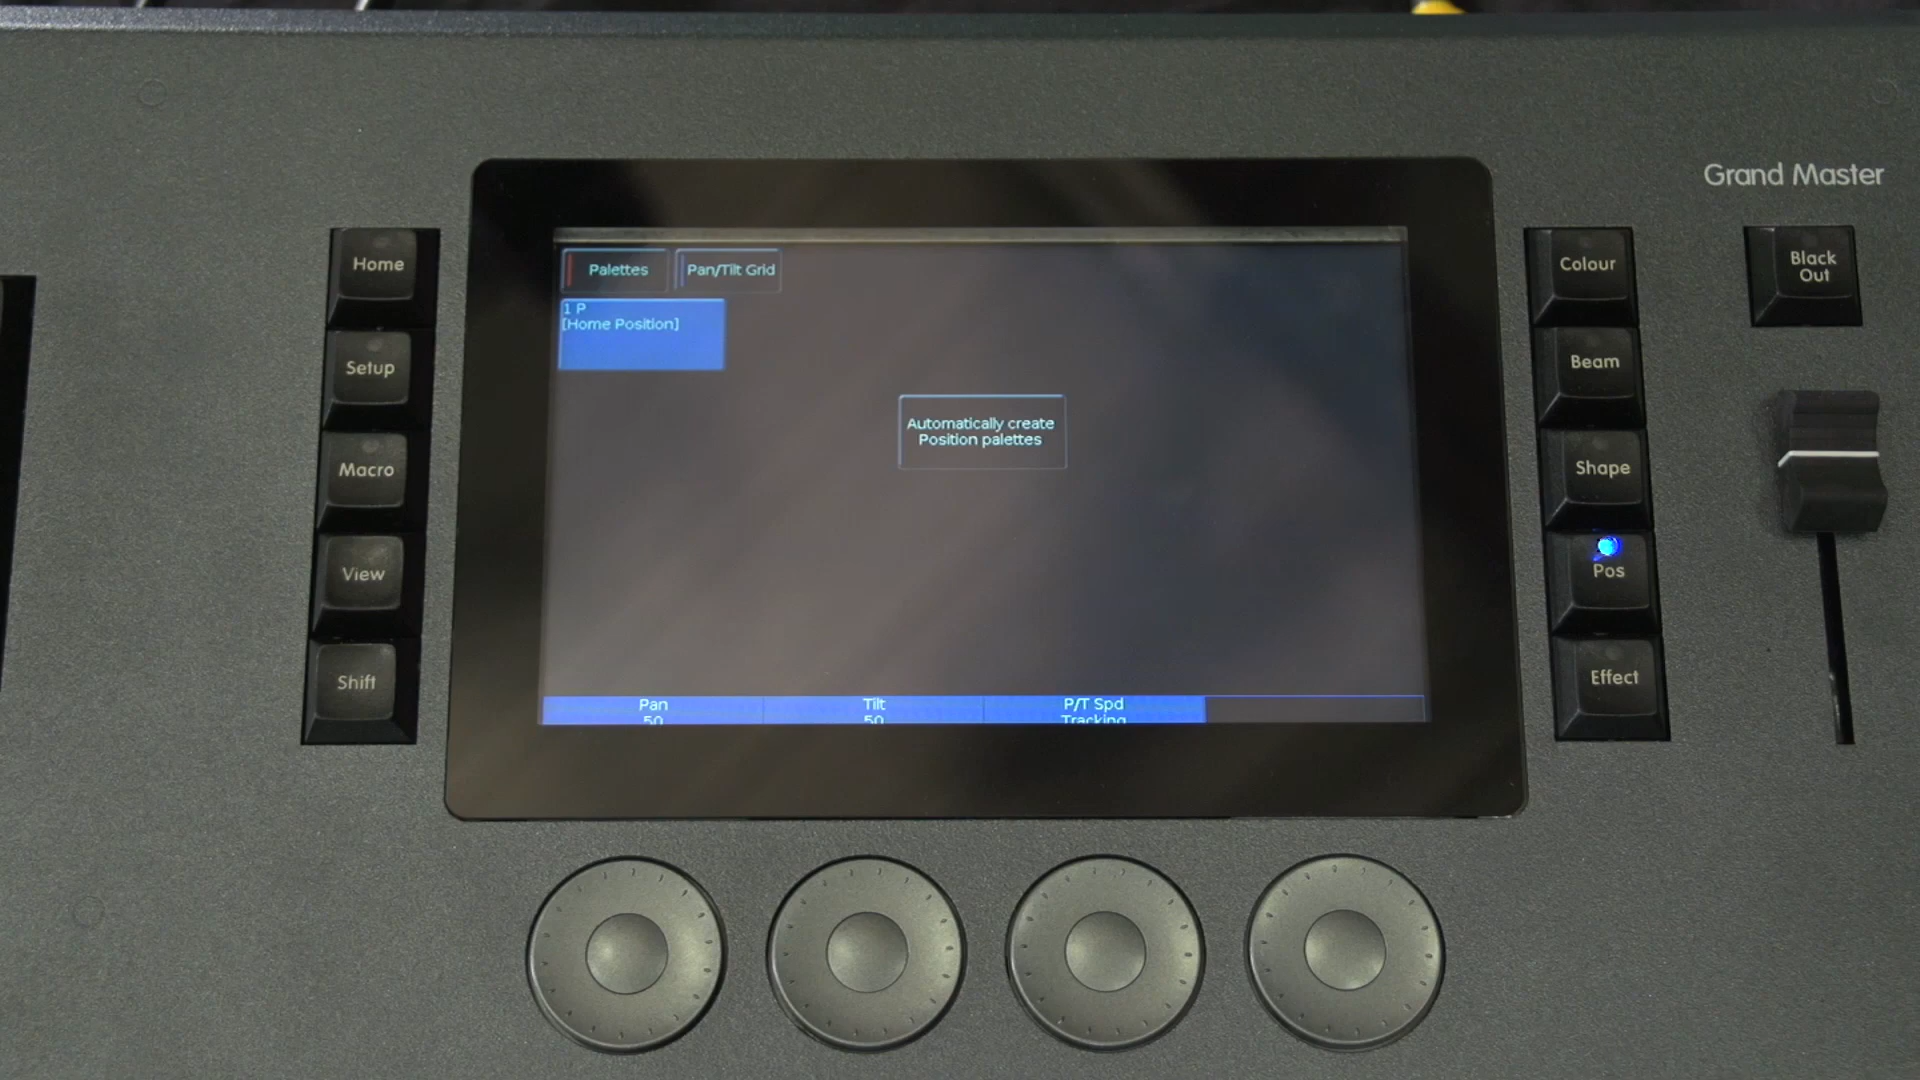 Grand Master
Home
Setup
Macro
View
Shift
Palettes
Pan/Tilt Grid
1 P
[Home Position]
Automatically create
Position palettes
Pan
50
Tilt
50
P/T Spd
Tracking
Colour
Beam
Shape
Pos
Effect
Black
Out